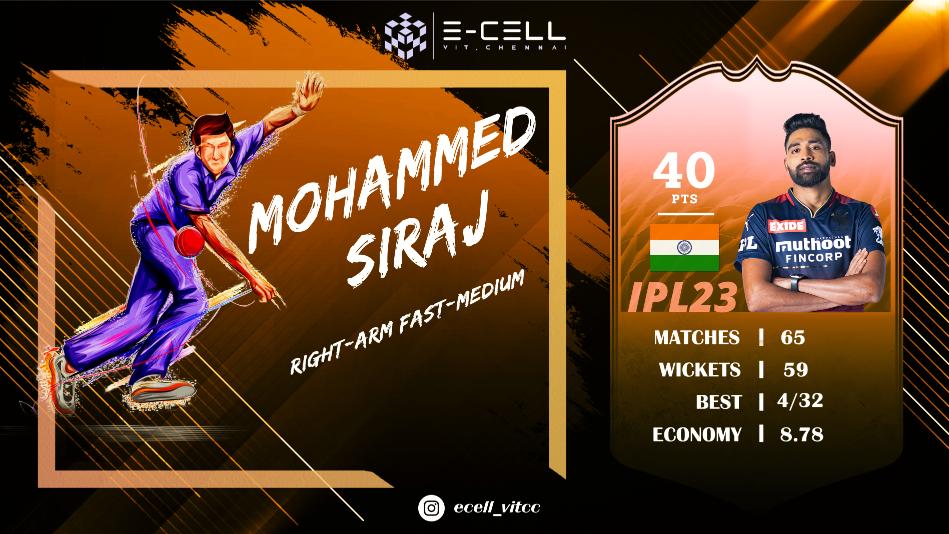 E-CELL
VIT, CHENNAI
MOHAMMED
SIRAJ
RIGHT-ARM FAST-MEDIUM
40
PTS
IPL23
EXIDE
muthoot
FINCORP
MATCHES | 65
WICKETS | 59
BEST | 4/32
ECONOMY | 8.78
ecell_vitcc